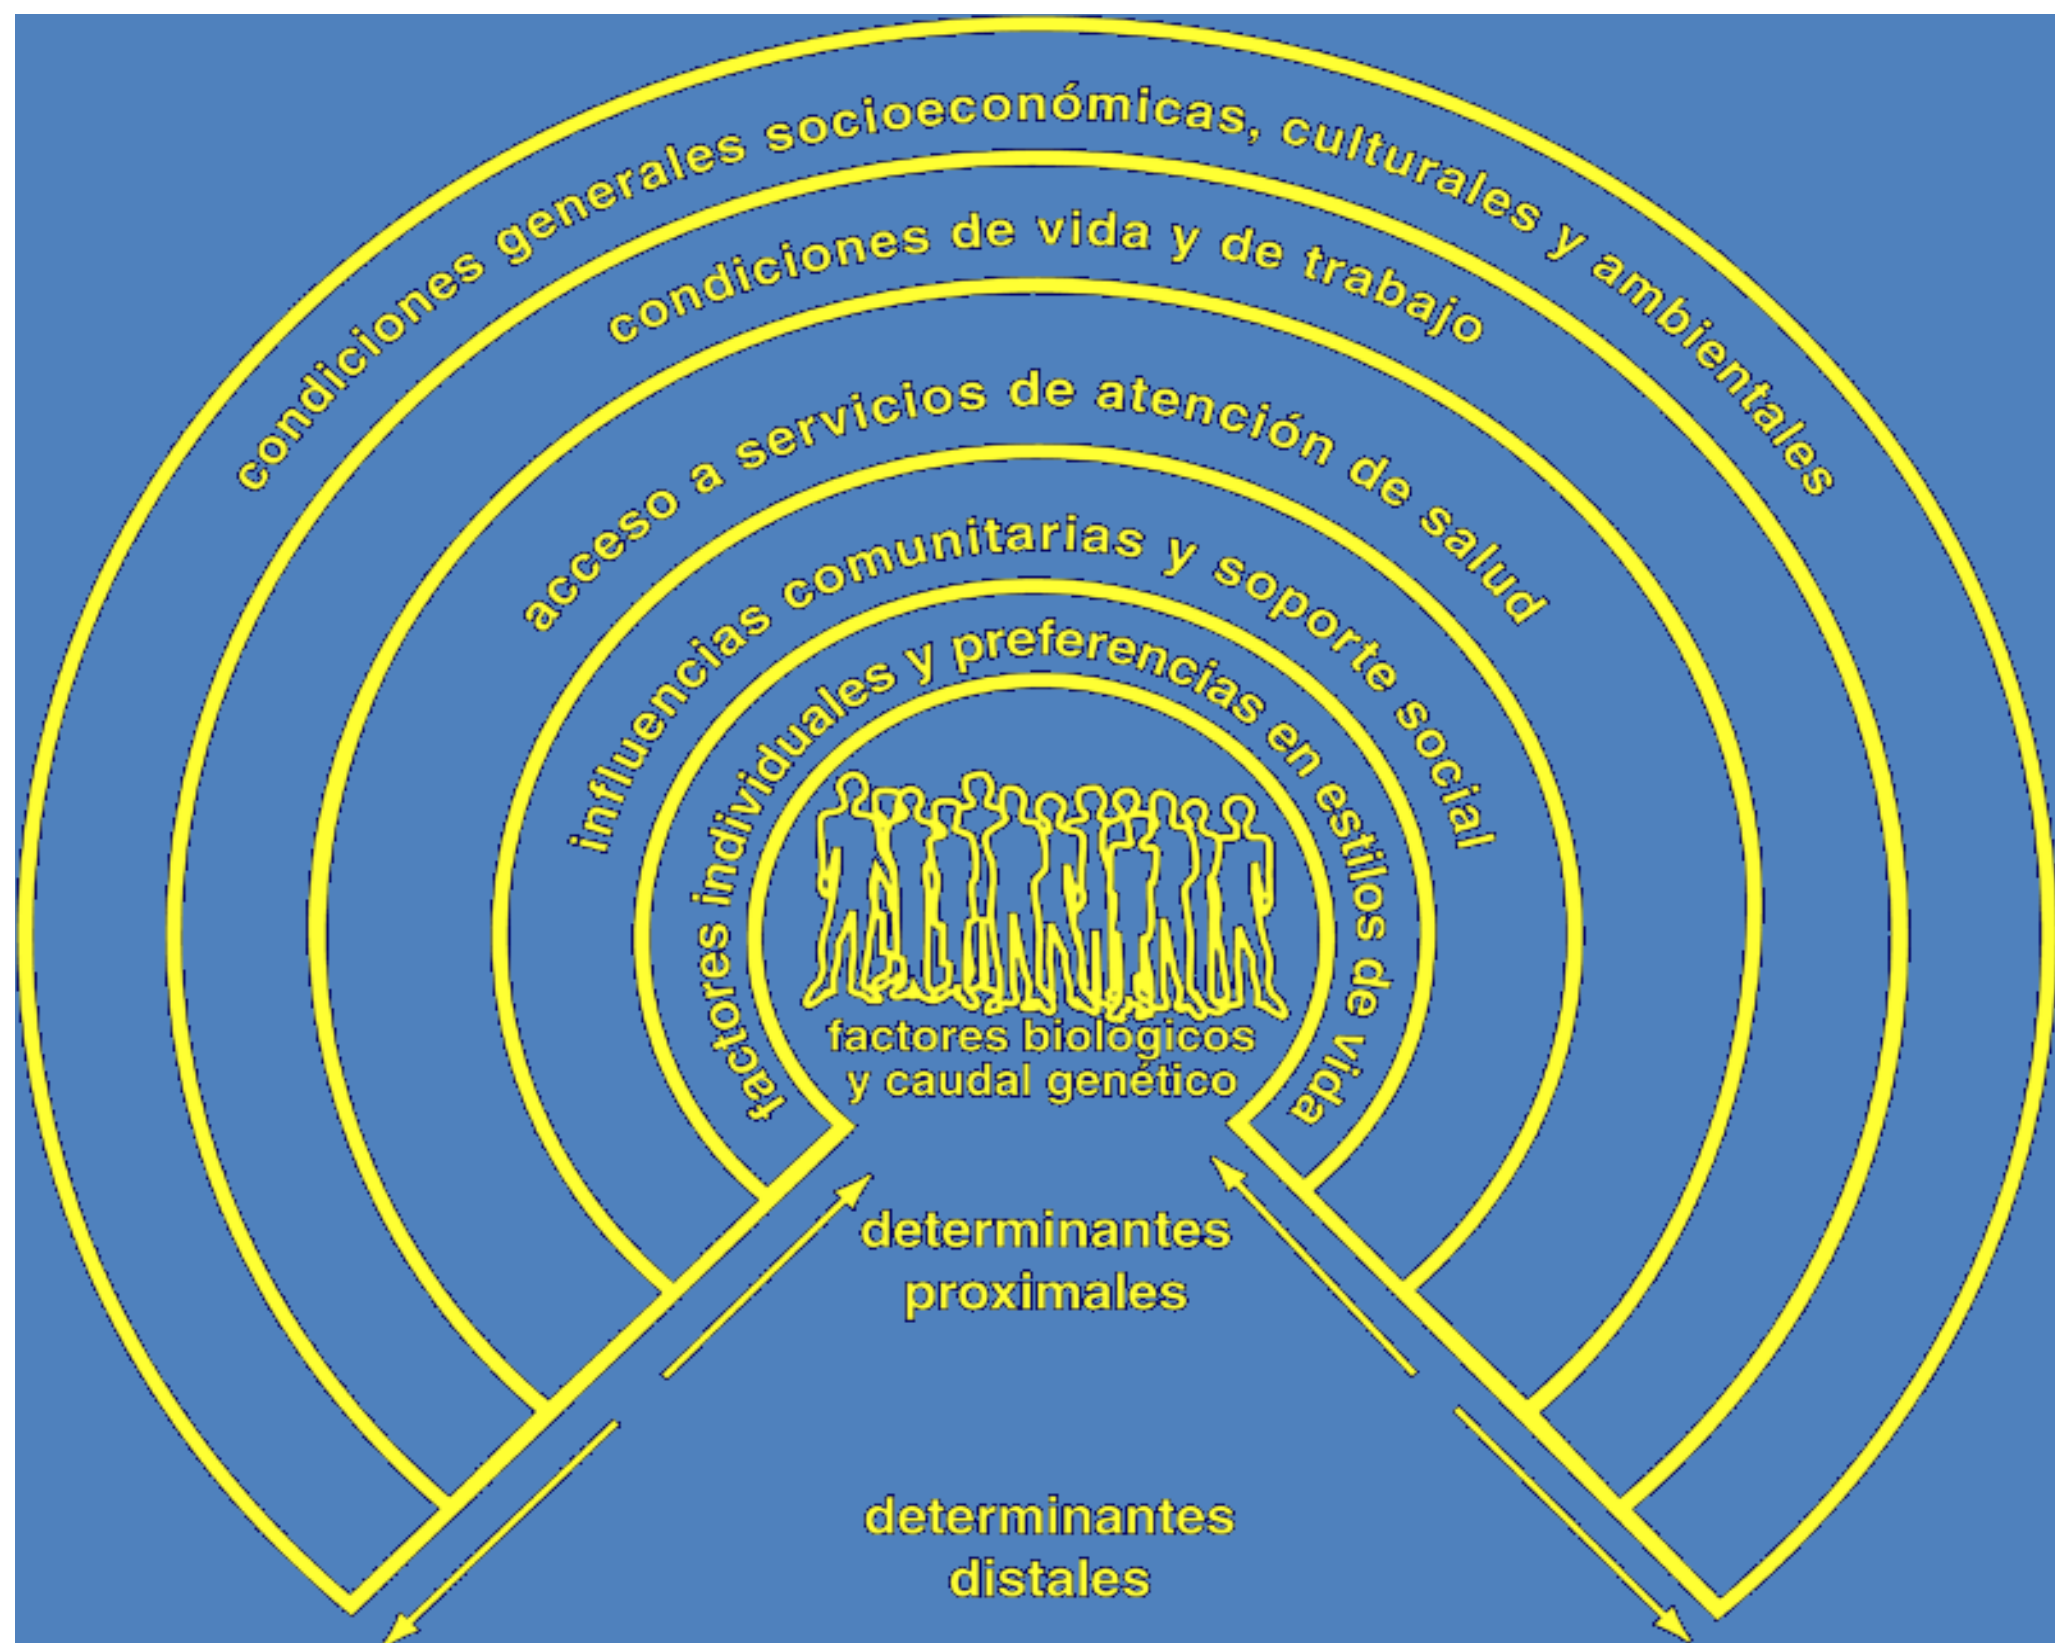 condiciones generales socioeconómicas, culturales y ambientales
condiciones de vida y de trabajo
acceso a servicios de atención de salud
influencias comunitarias y soporte social
factores individuales y preferencias en estilos de vida
factores biológicos
y caudal genético
determinantes
proximales
determinantes
distales